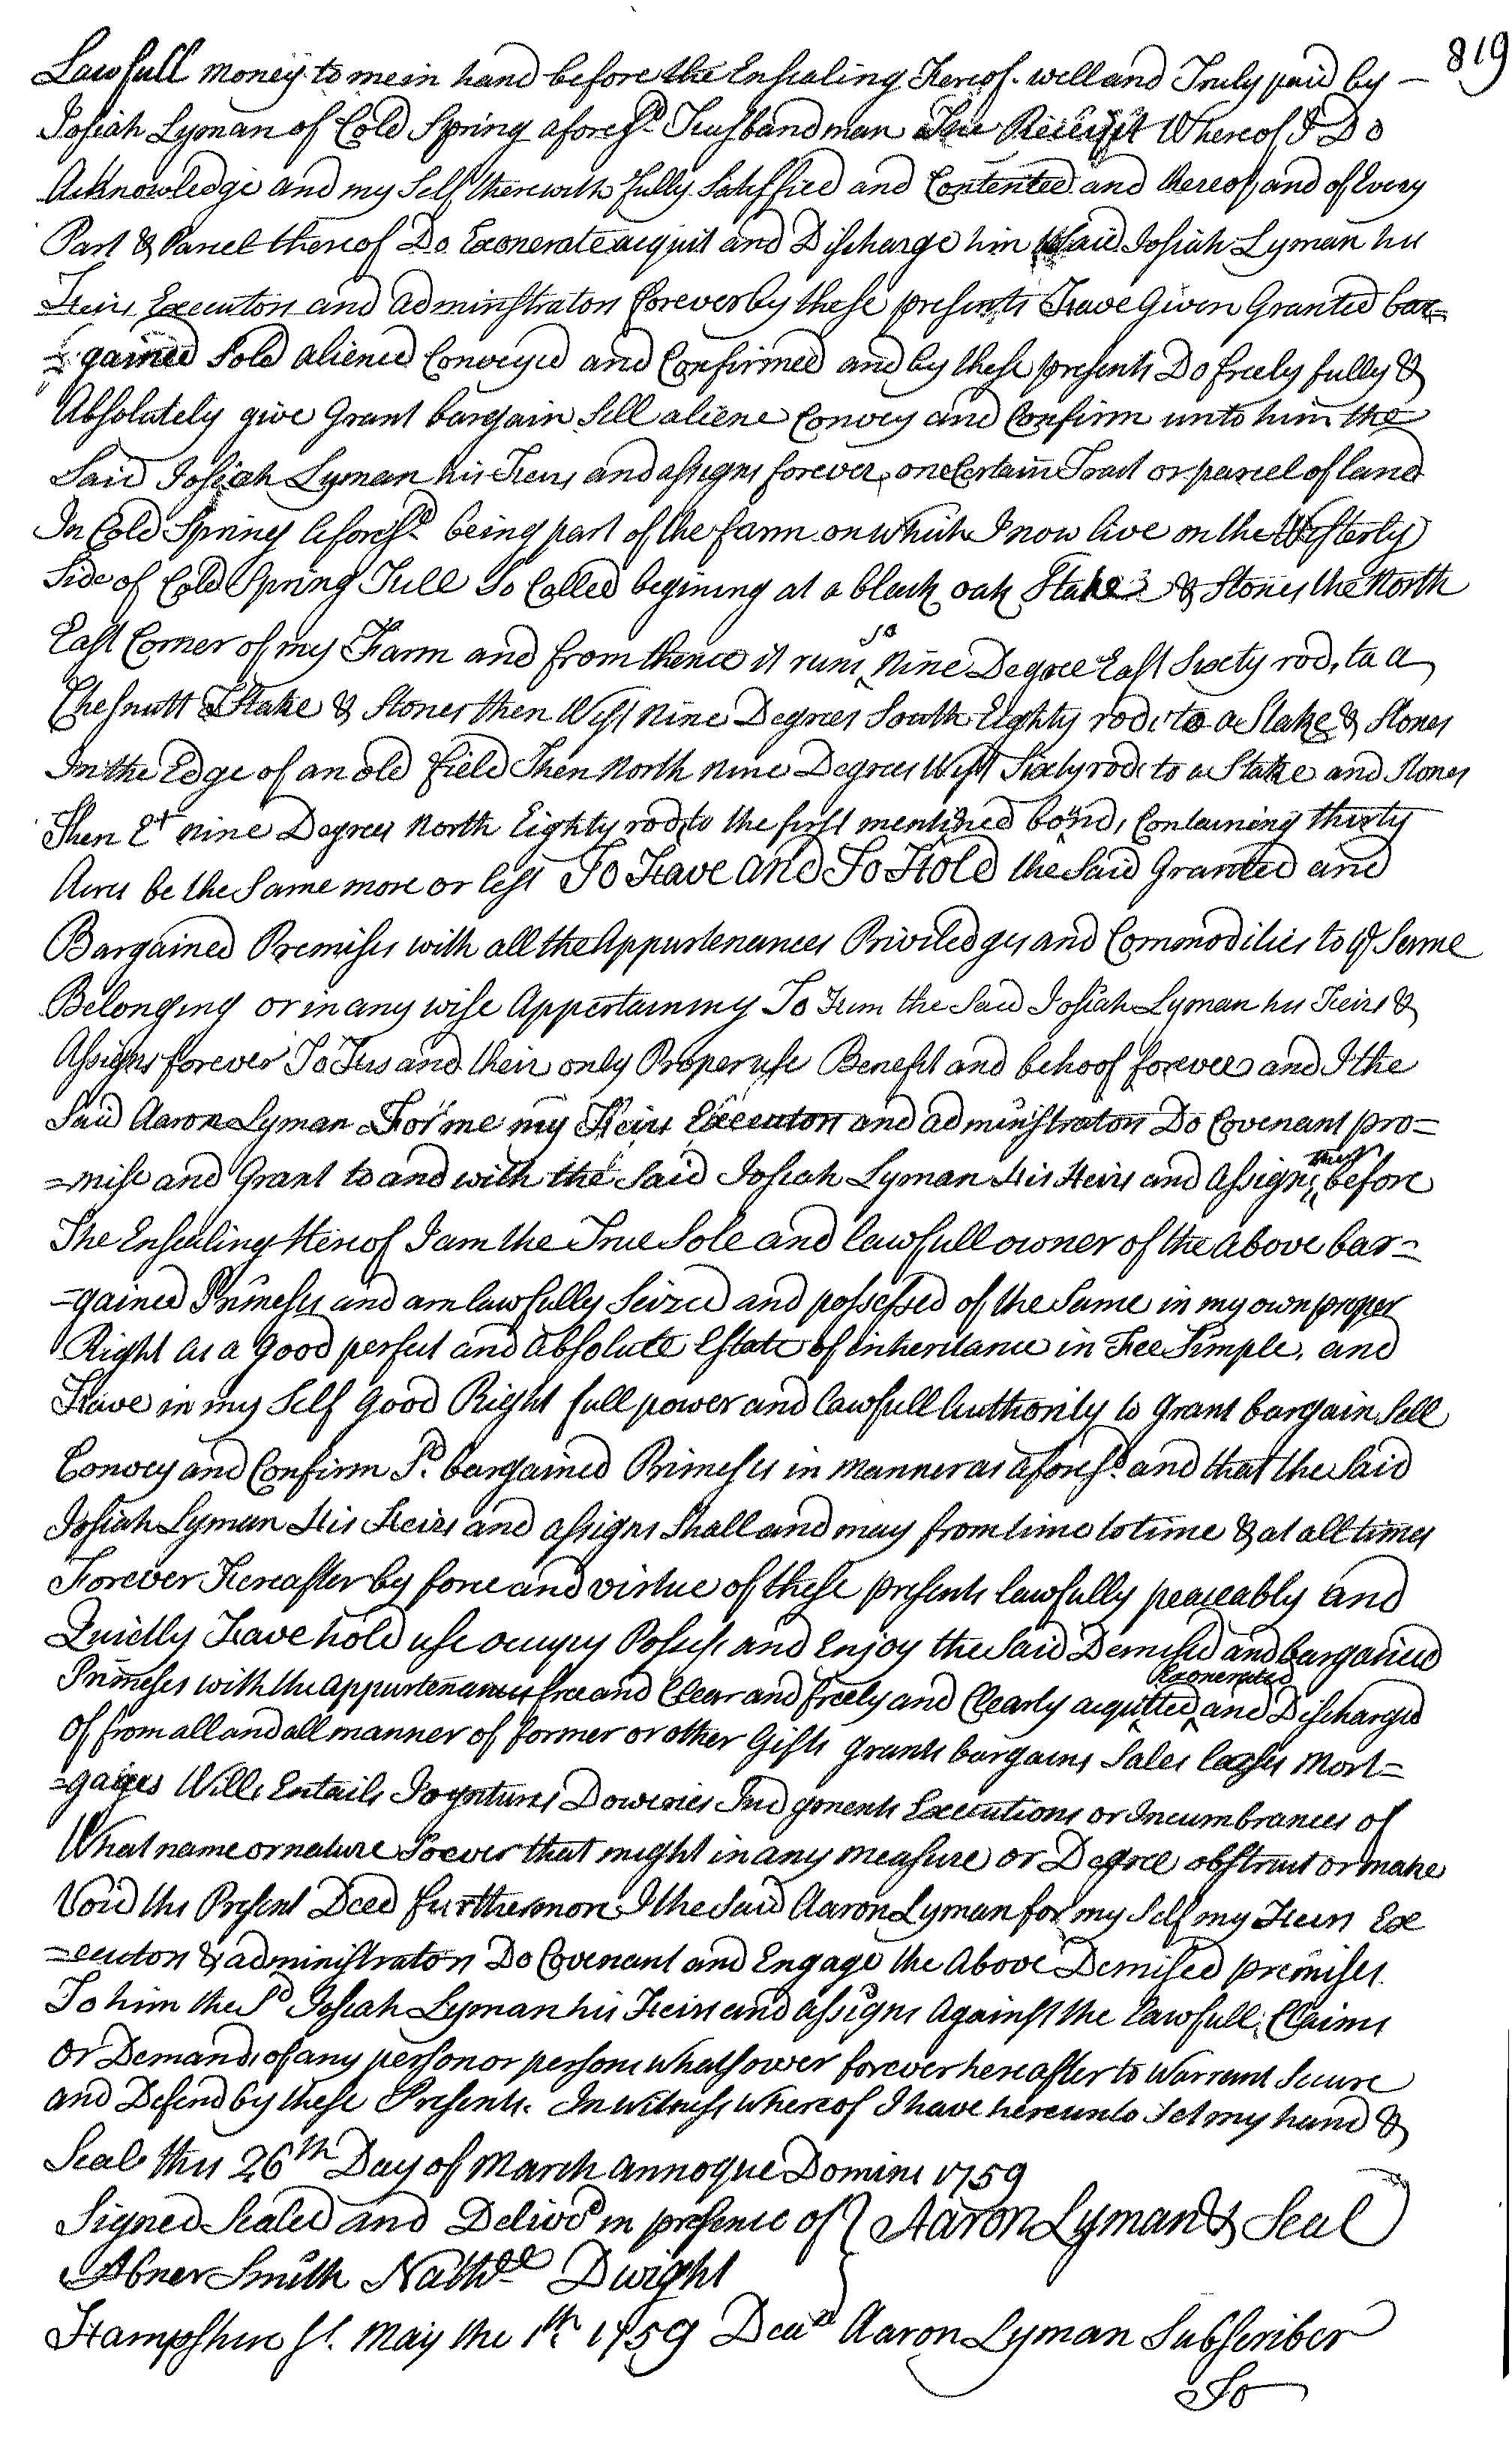 819
Lawfull money to me in hand before the Ensealing Hereof. well and Truly paid by —
Josiah Lyman of Cold Spring afores.d Husbandman The Receipt Whereof I Do
Acknowledge and my Self therewith fully Satisffied and Contented and thereof, and of Every
Part & Parcel thereof Do Exonerate acquit and Discharge him Said Josiah Lyman his
Heirs Executors and administrators forever by these presents Have Given Granted bar=
=gained Sold aliened Conveyed and Confirmed and by these presents Do freely fully &
Absolutely give Grant bargain Sell aliene Convey and Confirm unto him the
Said Josiah Lyman his Heirs and assigns forever, one Certain Tract or parcel of land
In Cold Spring afores.d being part of the farm on which I now live on the Westerly
Side of Cold Spring Hill So Called begining at a black oak Stake & Stones the North
East Corner of my Farm and from thence it runs So Nine Degree East Sixty rods to a
Chesnutt Stake & Stones then West Nine Degrees South Eighty rods to a Stake & Stones
In the Edge of an old field Then North Nine Degrees West Sixty rods to a Stake and Stones
Then Et Nine Degrees North Eighty rods to the first mentioned bond, Containing thirty
Acres be the Same more or less To Have and To Hold the Said Granted and
Bargained Premises with all the Appurtenances Priviledges and Commodities to ye Same
Belonging or in any wise Appertaining To Him the Said Josiah Lyman his Heirs &
Assigns forever To His and their only Proper use Benefit and behoof forever and I the
Said Aaron Lyman For me my Heirs Executors and administrators Do Covenant pro=
=mise and Grant to and with the Said Josiah Lyman His Heirs and Assigns that before
The Ensealing Hereof I am the True Sole and lawfull owner of the above bar=
=gained Primeses and am lawfully Seized and possessed of the Same in my own proper
Right as a Good perfect and absolute Estate of inheritance in Fee Simple, and
Have in my Self Good Right full power and lawfull Authority to Grant bargain Sell
Convey and Confirm S.d bargained Primeses in manner as afores.d and that the Said
Josiah Lyman His Heirs and assigns Shall and may from time to time & at all times
Forever Hereafter by force and virtue of these presents lawfully peaceably and
Quietly Have hold use occupy Possess and Enjoy the Said Demised and bargained
Primeses with the appurtenances free and Clear and freely and Clearly acquitted Exonerated and Discharged
Of from all and all manner of former or other Gifts grants bargains Sales leases Mort=
=gages Wills Entails Joyntures Doweries Judgments Executions or Incumbrances of
What name or nature Soever that might in any measure or Degree obstruct or make
Void this Present Deed furthermore I the Said Aaron Lyman for my Self my Heirs Ex
=ecutors & administrators Do Covenant and Engage the Above Demised premises
To him the S.d Josiah Lyman his Heirs and assigns Against the lawfull Claims
Or Demands of any person or persons whatsoever forever hereafter to Warrant Secure
and Defend by these Presents. In witness whereof I have hereunto Set my hand &
Seal this 26th Day of March annoque Domini 1759
Signed Sealed and Delivd in presence of Aaron Lyman & Seal
Abner Smith Nathll Dwight
Hampshire Ss. May the 1st 1759 Deacn Aaron Lyman Subscriber
To